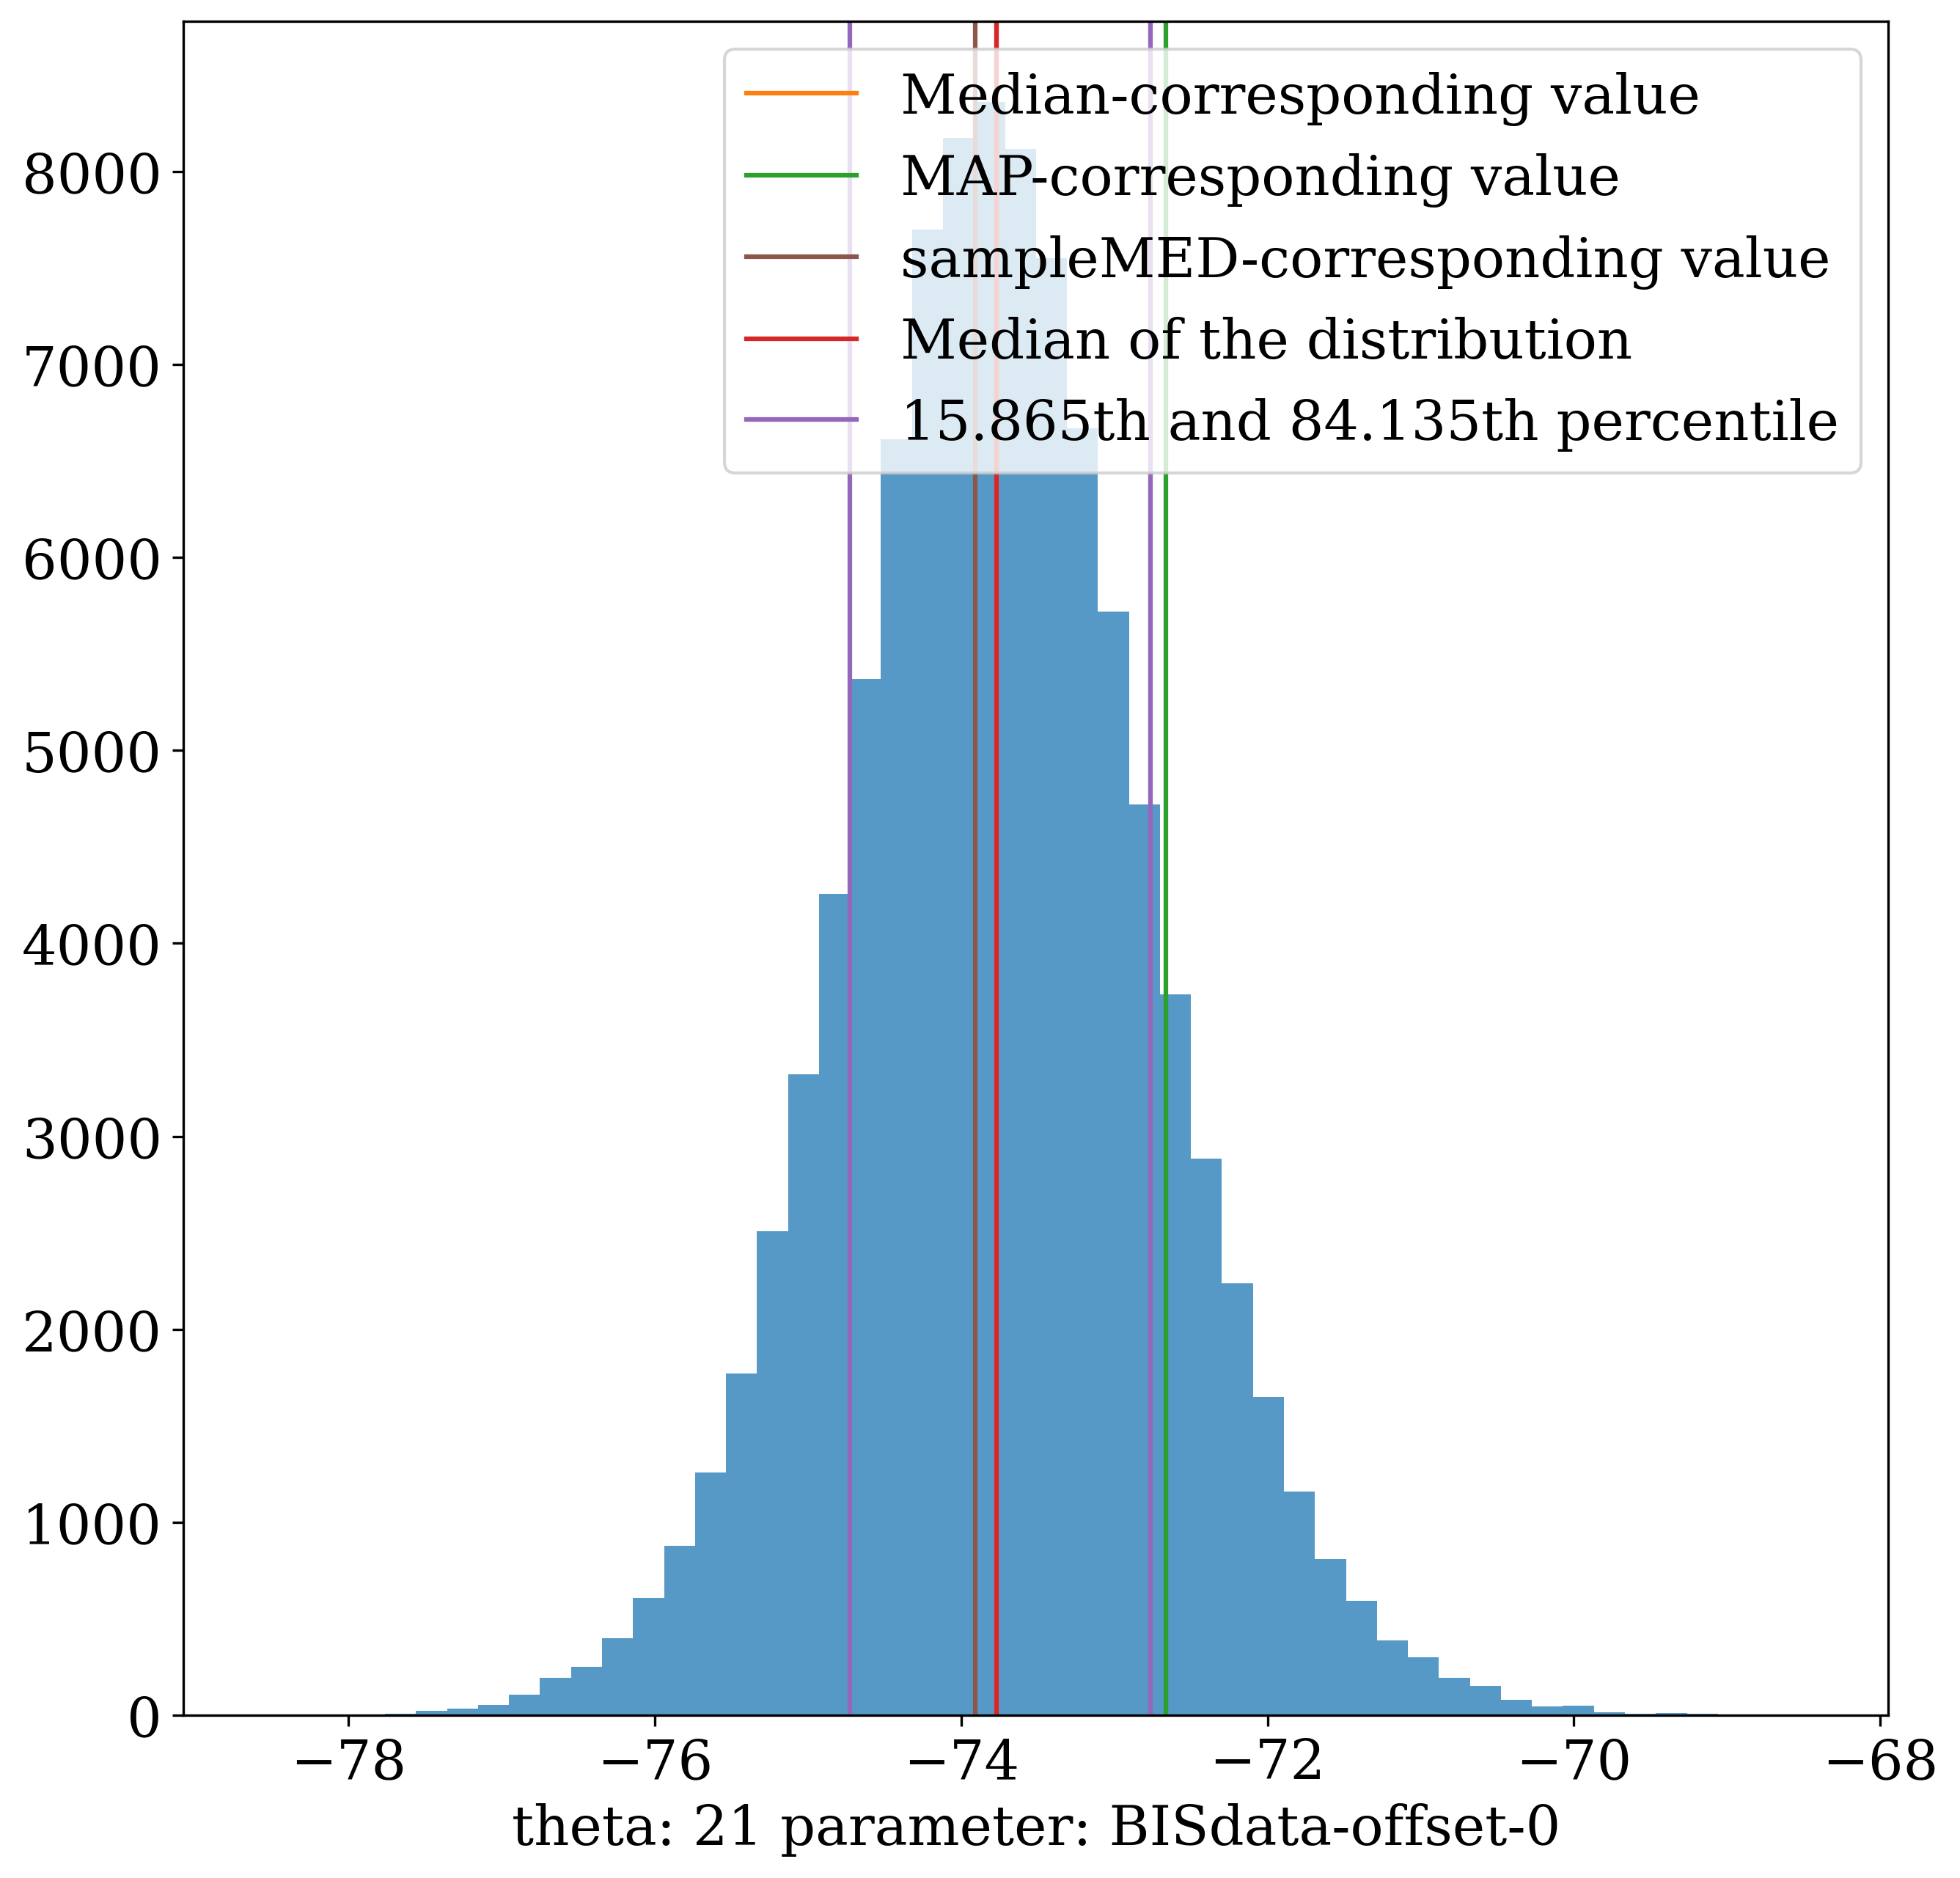 Median-corresponding value
MAP-corresponding value
sampleMED-corresponding value
Median of the distribution
15.865th and 84.135th percentile
8000
7000
6000
5000
4000
3000
2000
1000
0
−78 −76 −74 −72 −70 −68
theta: 21 parameter: BISdata-offset-0